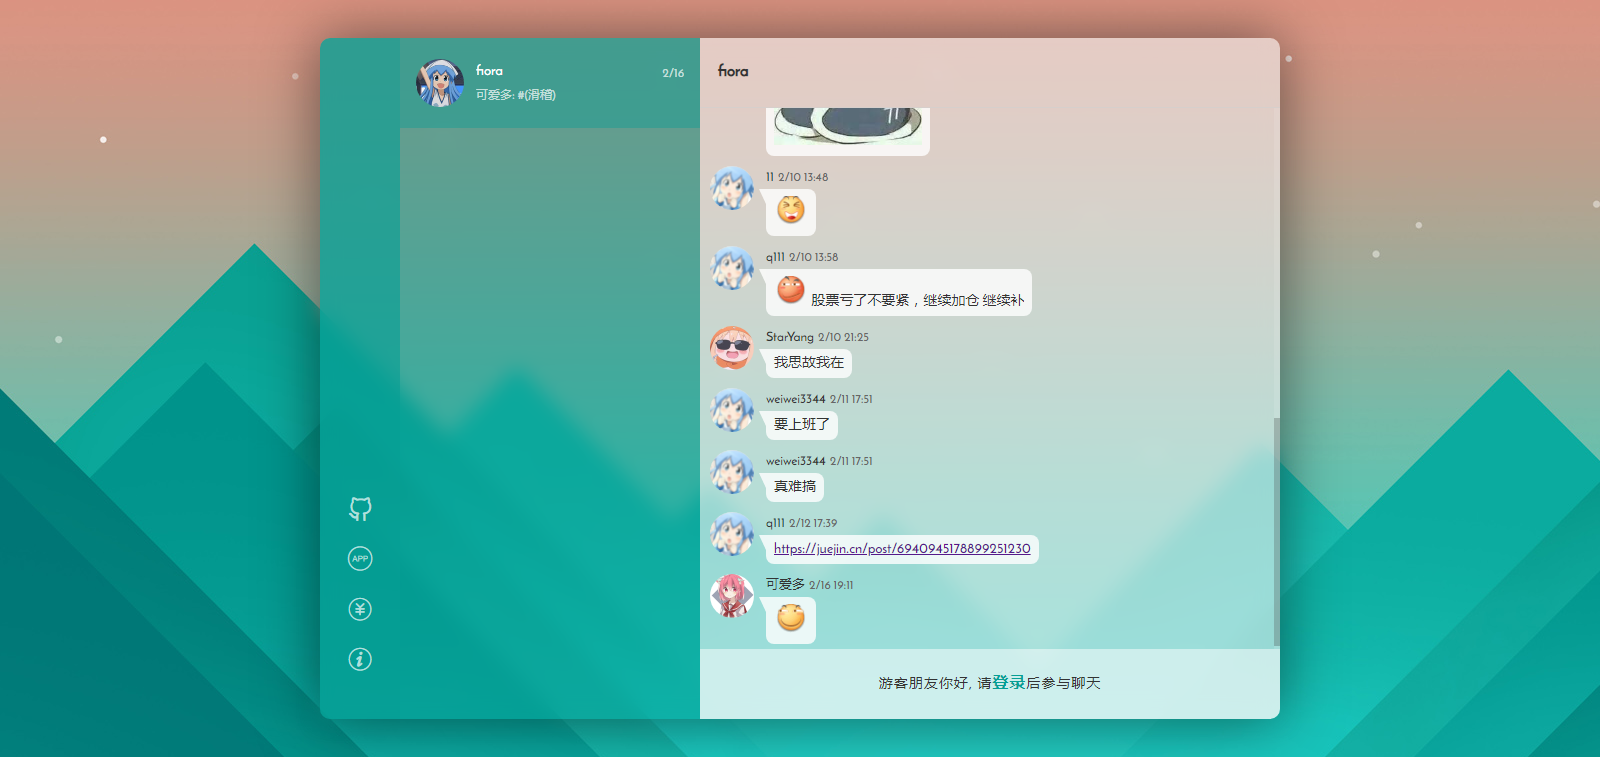 fiora
2/16
可爱多: #(滑稽)
APP
fiora
11 2/10 13:48
q111 2/10 13:58
股票亏了不要紧，继续加仓 继续补
StarYang 2/10 21:25
我思故我在
weiwei3344 2/11 17:51
要上班了
weiwei3344 2/11 17:51
真难搞
q111 2/12 17:39
https://juejin.cn/post/6940945178899251230
可爱多 2/16 19:11
游客朋友你好, 请登录后参与聊天